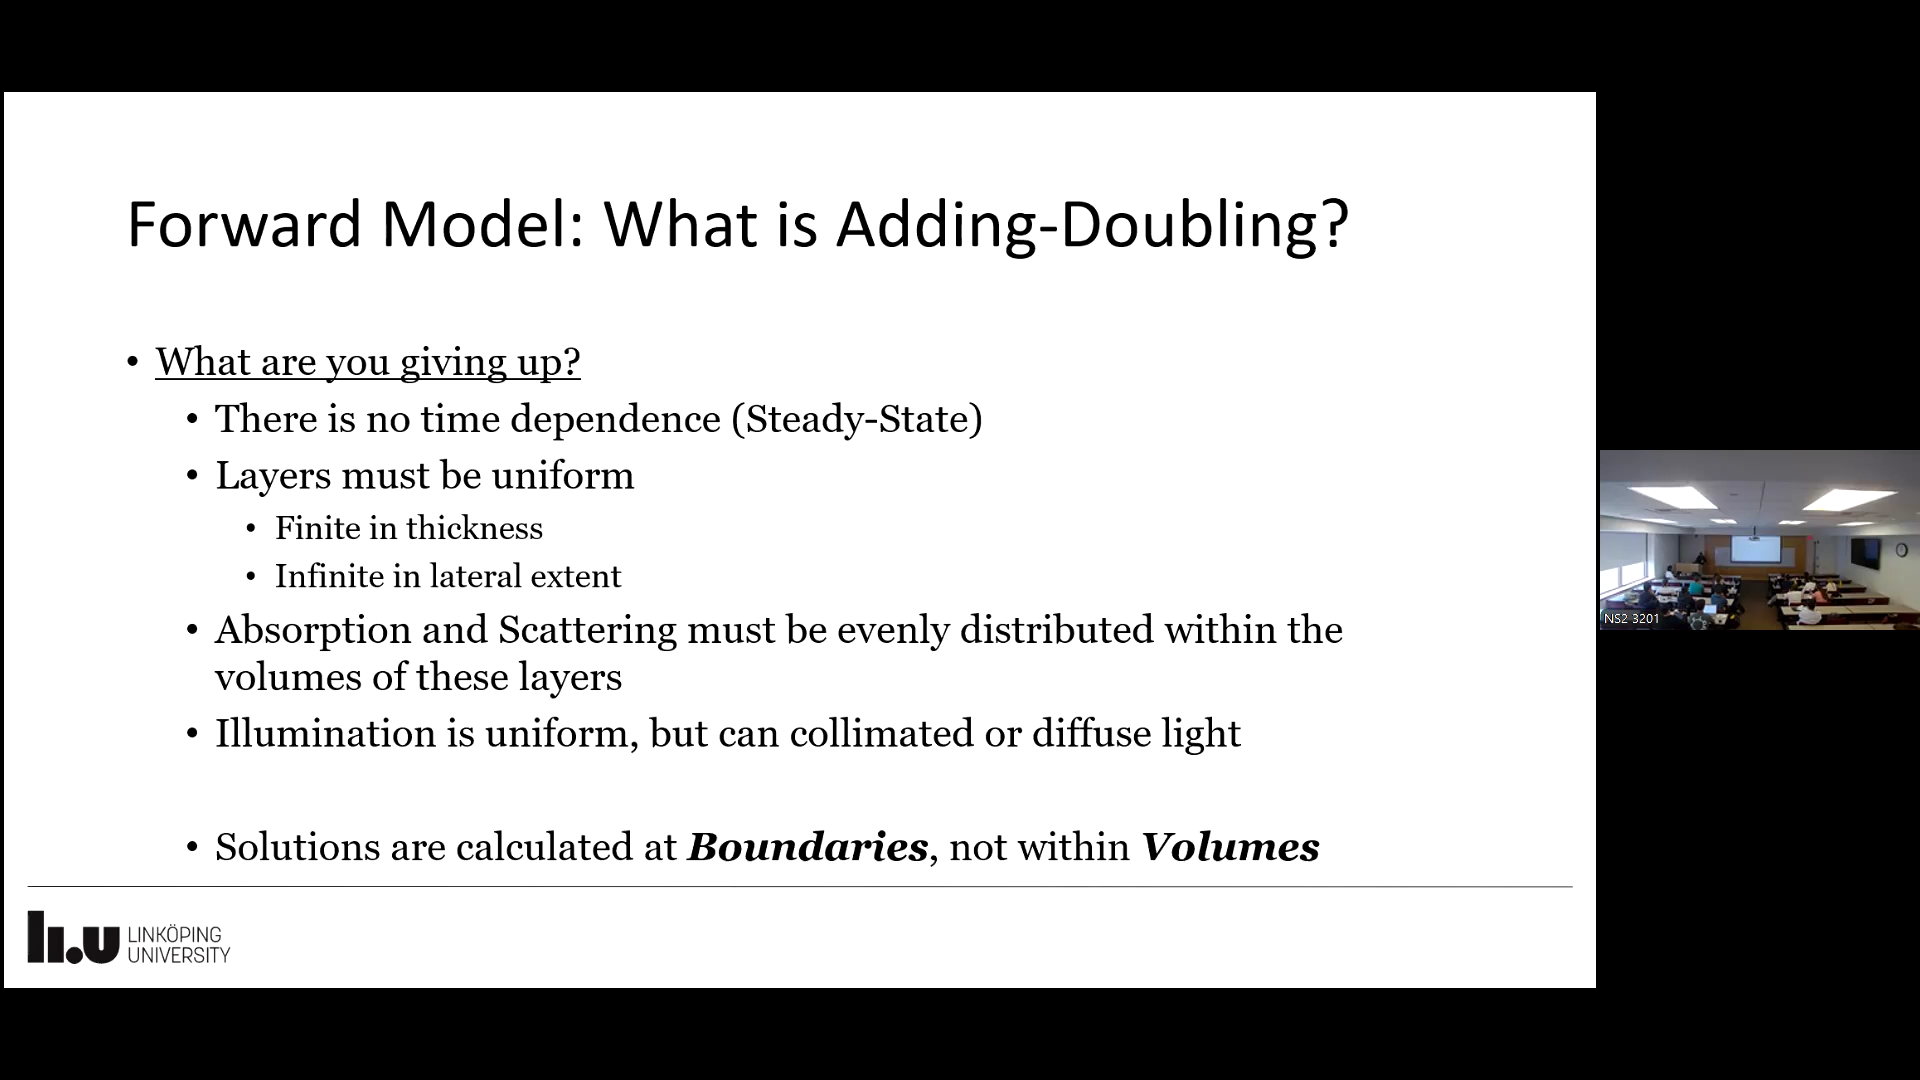 Forward Model: What is Adding-Doubling?
• What are you giving up?
• There is no time dependence (Steady-State)
• Layers must be uniform
• Finite in thickness
• Infinite in lateral extent
• Absorption and Scattering must be evenly distributed within the
volumes of these layers
• Illumination is uniform, but can collimated or diffuse light
• Solutions are calculated at Boundaries, not within Volumes
li.u LINKÖPING
UNIVERSITY
NS2 3201